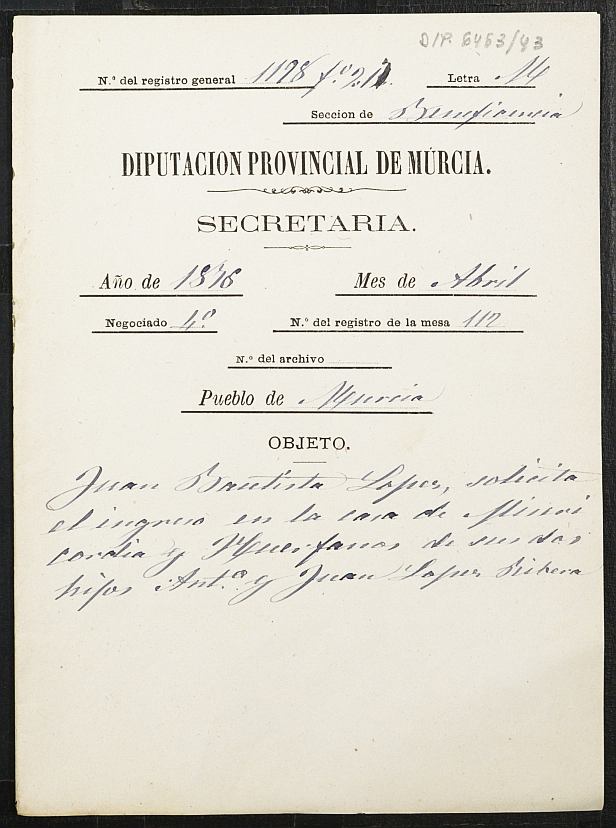 DIP. 6453/43
N.º del registro general 1198 fº 217. Letra M
Seccion de Beneficencia
DIPUTACION PROVINCIAL DE MÚRCIA.
SECRETARIA.
Año de 1876 Mes de Abril
Negociado 4.º N.º del registro de la mesa 112
N.º del archivo
Pueblo de Murcia
OBJETO.
Juan Bautista Lopez, solicita
el ingreso en la casa de Miseri
cordia y Huerfanos de sus dos
hijos Ant.ª y Juan Lopez Ribera